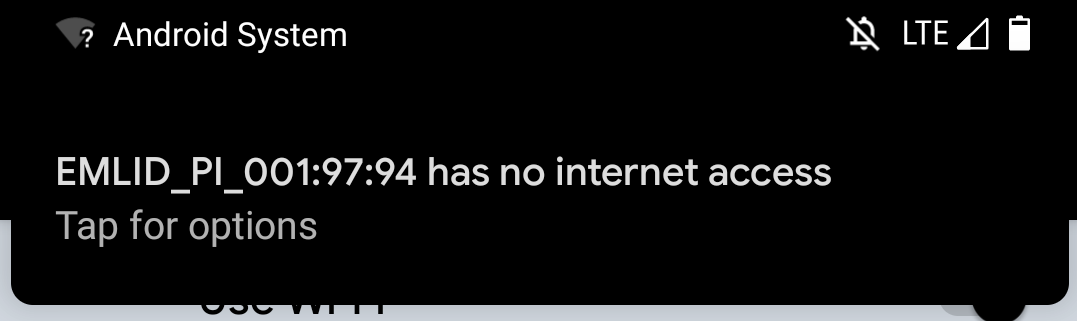 Android System
LTE
EMLID_PI_001:97:94 has no internet access
Tap for options